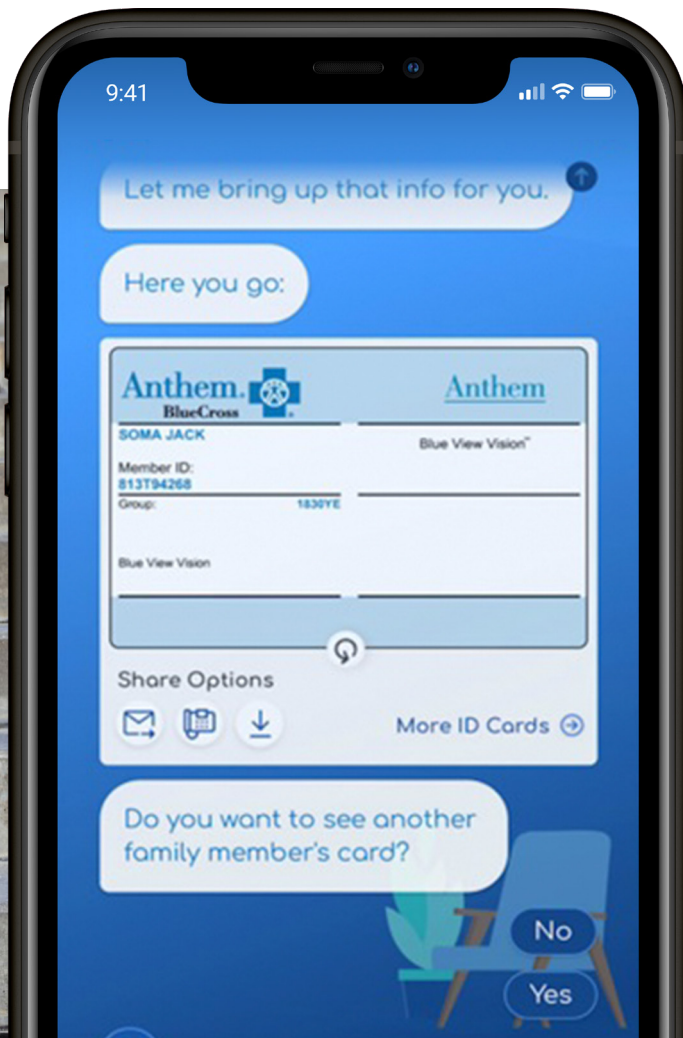 9:41
Let me bring up that info for you.
Here you go:
Anthem.
BlueCross
Anthem
SOMA JACK
Blue View Vision™
Member ID:
813T94268
Group: 1830YE
Blue View Vision
Share Options
More ID Cards
Do you want to see another
family member's card?
No
Yes